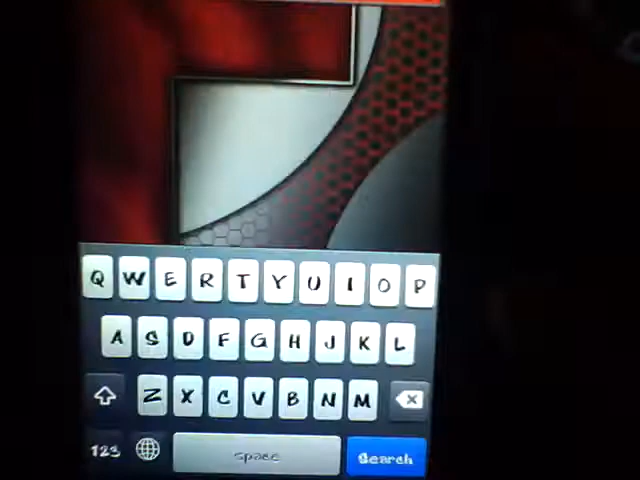 Q W E R T Y U I O P
A S D F G H J K L
Z X C V B N M
123 space Search